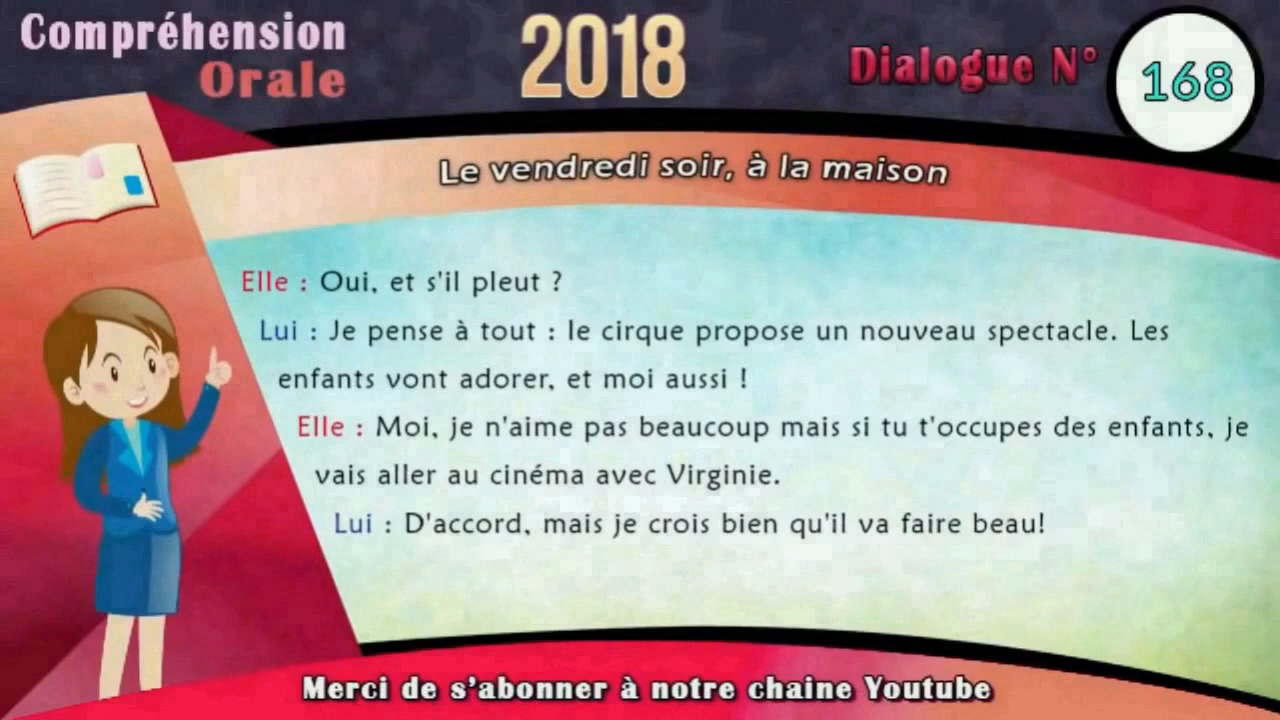 Compréhension
Orale
2018
Dialogue N°
168
Le vendredi soir, à la maison
Elle : Oui, et s'il pleut ?
Lui : Je pense à tout : le cirque propose un nouveau spectacle. Les
enfants vont adorer, et moi aussi !
Elle : Moi, je n'aime pas beaucoup mais si tu t'occupes des enfants, je
vais aller au cinéma avec Virginie.
Lui : D'accord, mais je crois bien qu'il va faire beau!
Merci de s’abonner à notre chaine Youtube